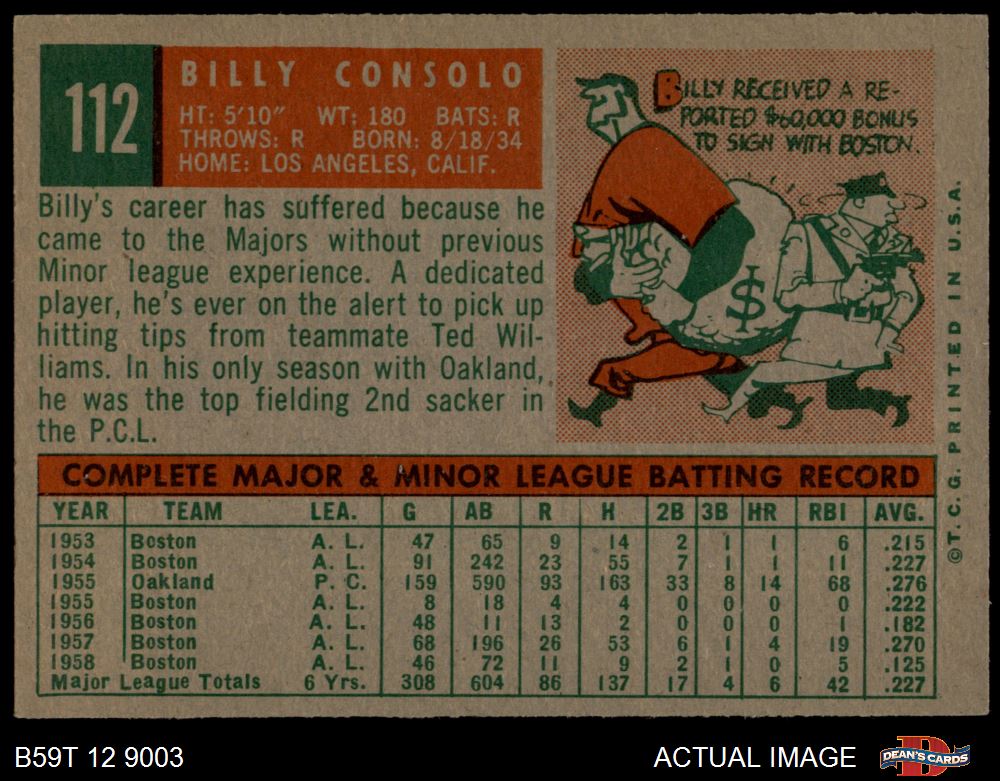 112
BILLY CONSOLO
HT: 5'10" WT: 180 BATS: R
THROWS: R BORN: 8/18/34
HOME: LOS ANGELES, CALIF.
BILLY RECEIVED A RE-
PORTED $60,000 BONUS
TO SIGN WITH BOSTON.
$
Billy's career has suffered because he
came to the Majors without previous
Minor league experience. A dedicated
player, he's ever on the alert to pick up
hitting tips from teammate Ted Wil-
liams. In his only season with Oakland,
he was the top fielding 2nd sacker in
the P.C.L.
COMPLETE MAJOR & MINOR LEAGUE BATTING RECORD
YEAR TEAM LEA. G AB R H 2B 3B HR RBI AVG.
1953 Boston A. L. 47 65 9 14 2 1 1 6 .215
1954 Boston A. L. 91 242 23 55 7 1 1 11 .227
1955 Oakland P. C. 159 590 93 163 33 8 14 68 .276
1955 Boston A. L. 8 18 4 4 0 0 0 0 .222
1956 Boston A. L. 48 11 13 2 0 0 0 1 .182
1957 Boston A. L. 68 196 26 53 6 1 4 19 .270
1958 Boston A. L. 46 72 11 9 2 1 0 5 .125
Major League Totals 6 Yrs. 308 604 86 137 17 4 6 42 .227
©T.C.G. PRINTED IN U.S.A.
B59T 12 9003
ACTUAL IMAGE
DEAN'S CARDS